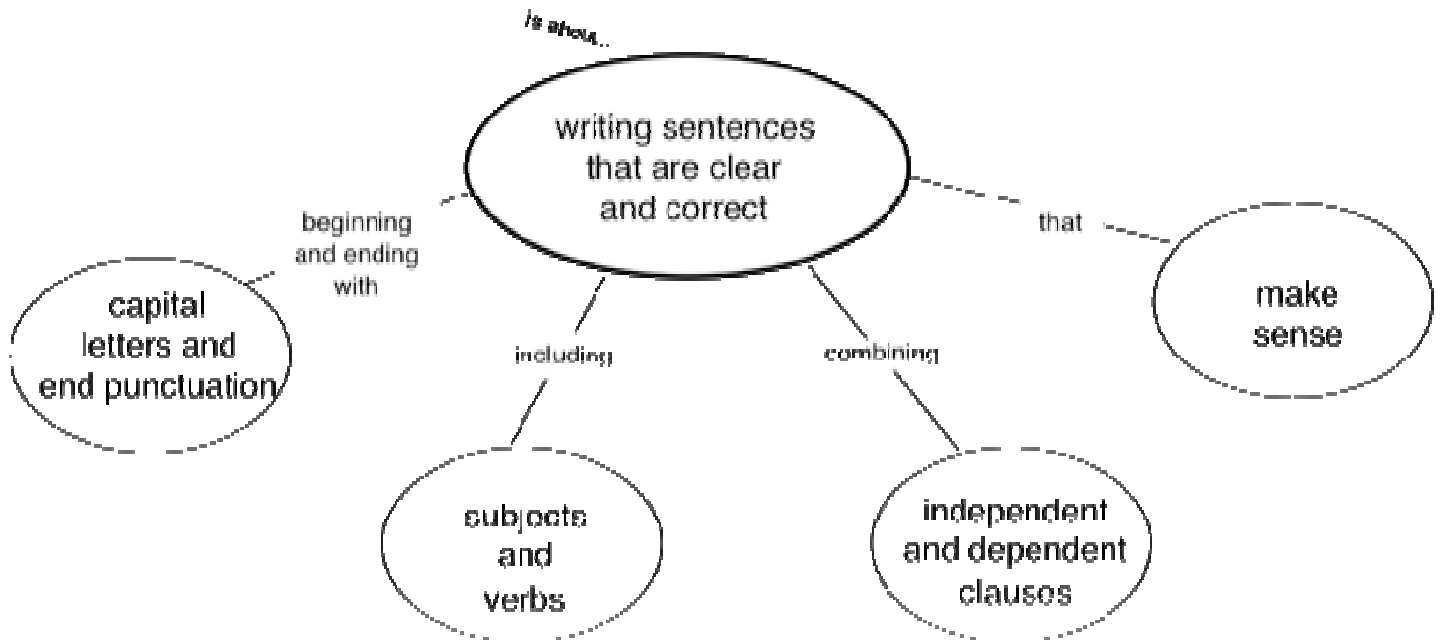 is abou...
writing sentences
that are clear
and correct
beginning
and ending
with
that
capital
letters and
end punctuation
make
sense
including
combining
subjects
and
verbs
independent
and dependent
clauses